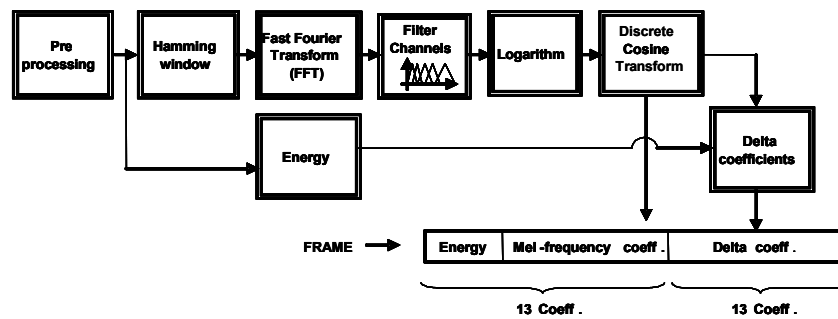 Pre
processing
Hamming
window
Fast Fourier
Transform
(FFT)
Filter
Channels
Logarithm
Discrete
Cosine
Transform
Energy
Delta
coefficients
FRAME
Energy
Mel-frequency coeff.
Delta coeff.
13 Coeff.
13 Coeff.